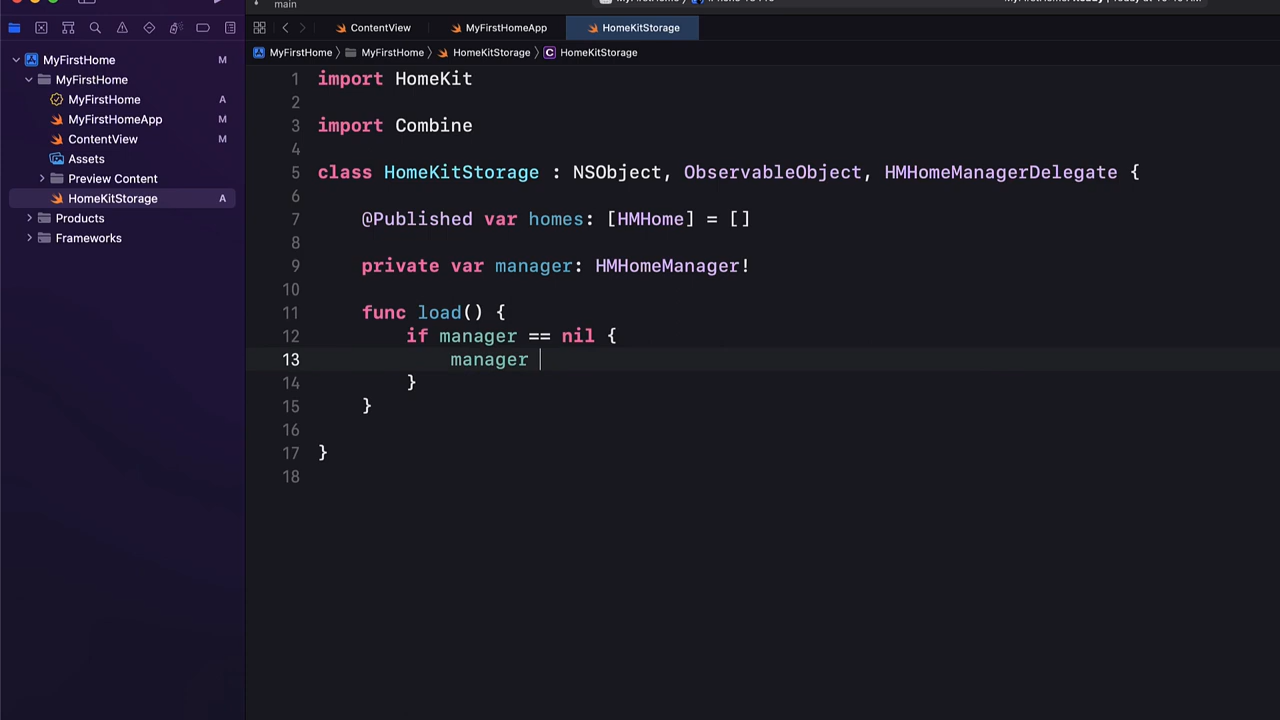 main
ContentView
MyFirstHomeApp
HomeKitStorage
MyFirstHome M
MyFirstHome
MyFirstHome A
MyFirstHomeApp M
ContentView M
Assets
Preview Content
HomeKitStorage A
Products
Frameworks
MyFirstHome 〉 MyFirstHome 〉 HomeKitStorage 〉 C HomeKitStorage
1 import HomeKit
2
3 import Combine
4
5 class HomeKitStorage : NSObject, ObservableObject, HMHomeManagerDelegate {
6
7 @Published var homes: [HMHome] = []
8
9 private var manager: HMHomeManager!
10
11 func load() {
12 if manager == nil {
13 manager
14 }
15 }
16
17 }
18